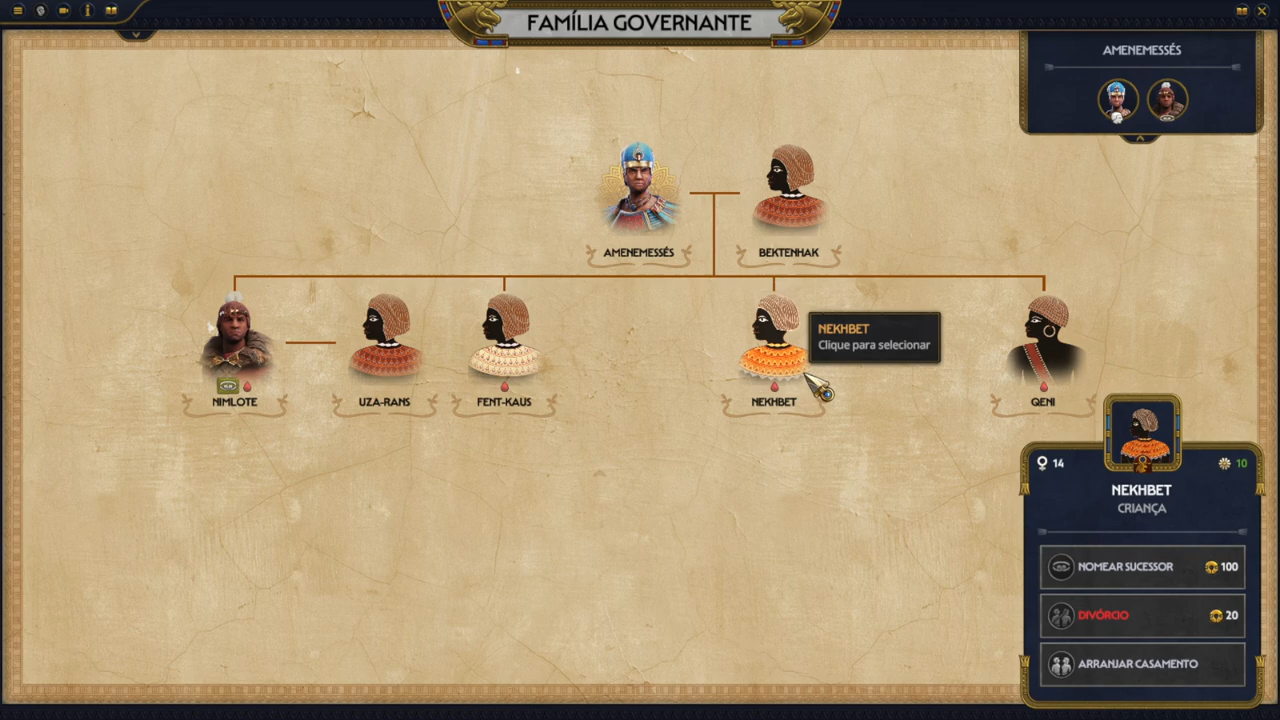 FAMÍLIA GOVERNANTE
AMENEMESSÉS
AMENEMESSÉS
BEKTENHAK
NEKHBET
Clique para selecionar
NIMLOTE
UZA-RANS
FENT-KAUS
NEKHBET
QENI
14
10
NEKHBET
CRIANÇA
NOMEAR SUCESSOR 100
DIVÓRCIO 20
ARRANJAR CASAMENTO